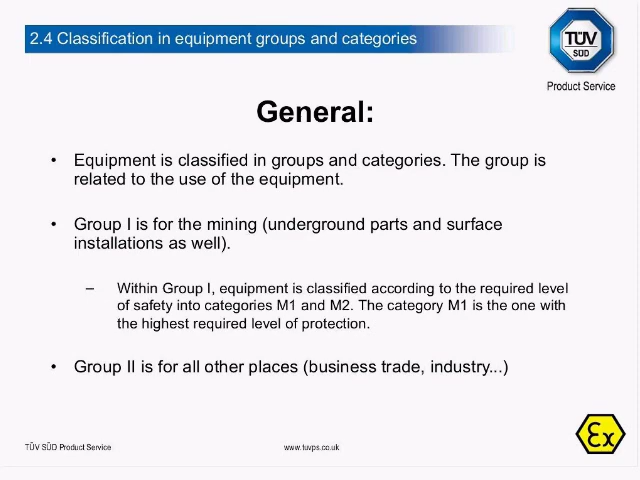 2.4 Classification in equipment groups and categories
TÜV
SÜD
Product Service
General:
• Equipment is classified in groups and categories. The group is
related to the use of the equipment.
• Group I is for the mining (underground parts and surface
installations as well).
– Within Group I, equipment is classified according to the required level
of safety into categories M1 and M2. The category M1 is the one with
the highest required level of protection.
• Group II is for all other places (business trade, industry...)
TÜV SÜD Product Service
www.tuvps.co.uk
Ex